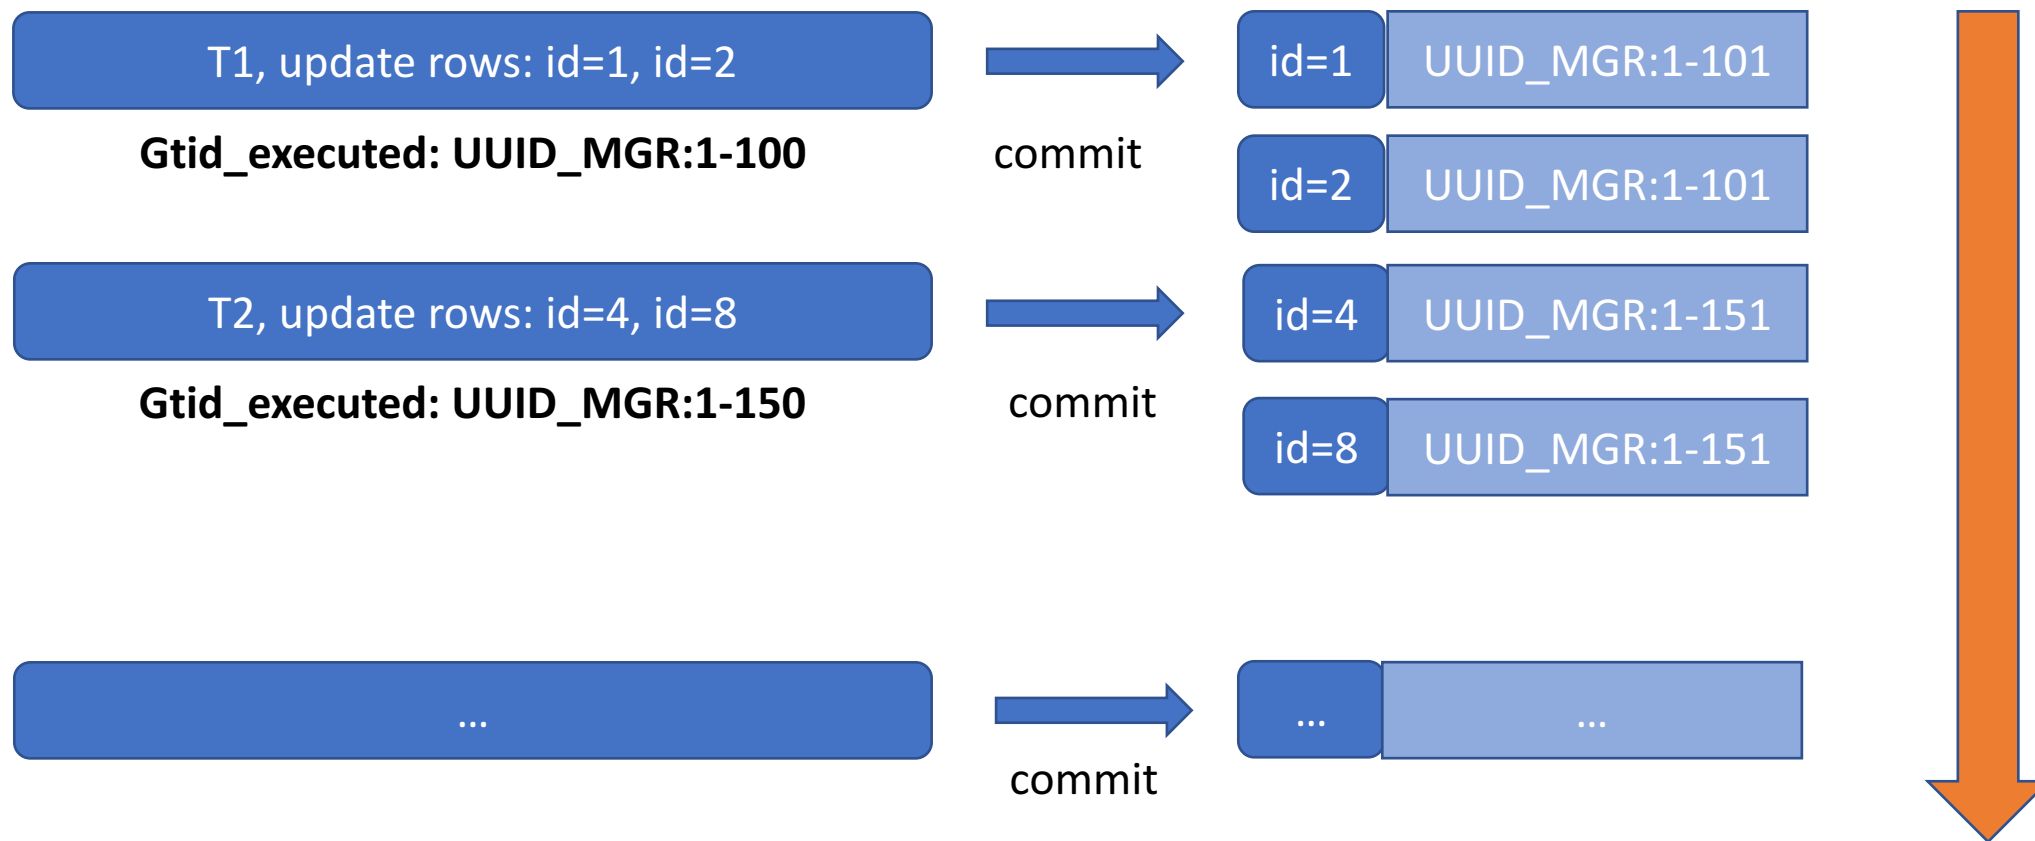 T1, update rows: id=1, id=2
id=1 UUID_MGR:1-101
Gtid_executed: UUID_MGR:1-100
commit
id=2 UUID_MGR:1-101
T2, update rows: id=4, id=8
id=4 UUID_MGR:1-151
Gtid_executed: UUID_MGR:1-150
commit
id=8 UUID_MGR:1-151
...
... ...
commit